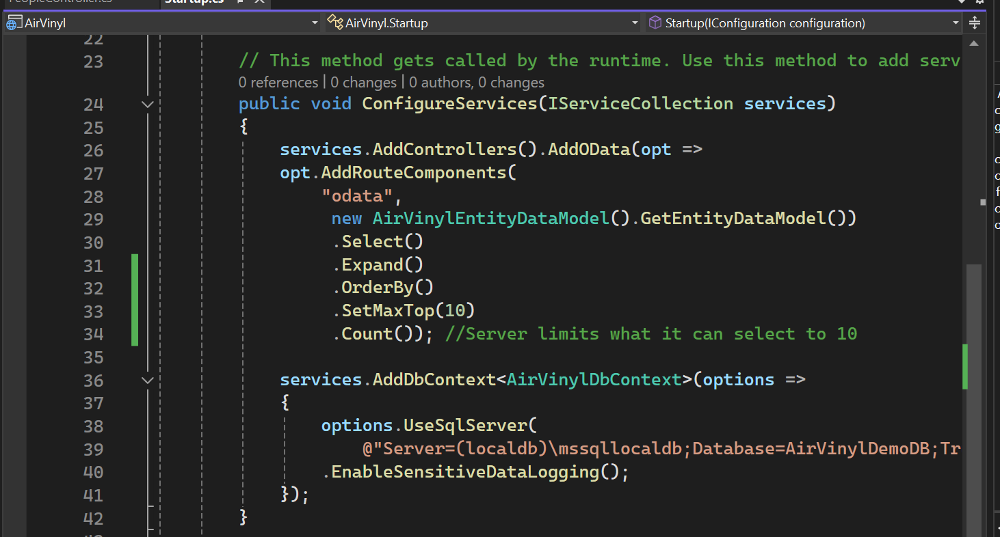 PeopleController.cs
Startup.cs
AirVinyl
AirVinyl.Startup
Startup(IConfiguration configuration)
22
23 // This method gets called by the runtime. Use this method to add serv
0 references | 0 changes | 0 authors, 0 changes
24 public void ConfigureServices(IServiceCollection services)
25 {
26 services.AddControllers().AddOData(opt =>
27 opt.AddRouteComponents(
28 "odata",
29 new AirVinylEntityDataModel().GetEntityDataModel())
30 .Select()
31 .Expand()
32 .OrderBy()
33 .SetMaxTop(10)
34 .Count()); //Server limits what it can select to 10
35
36 services.AddDbContext<AirVinylDbContext>(options =>
37 {
38 options.UseSqlServer(
39 @"Server=(localdb)\mssqllocaldb;Database=AirVinylDemoDB;Tr
40 .EnableSensitiveDataLogging();
41 });
42 }